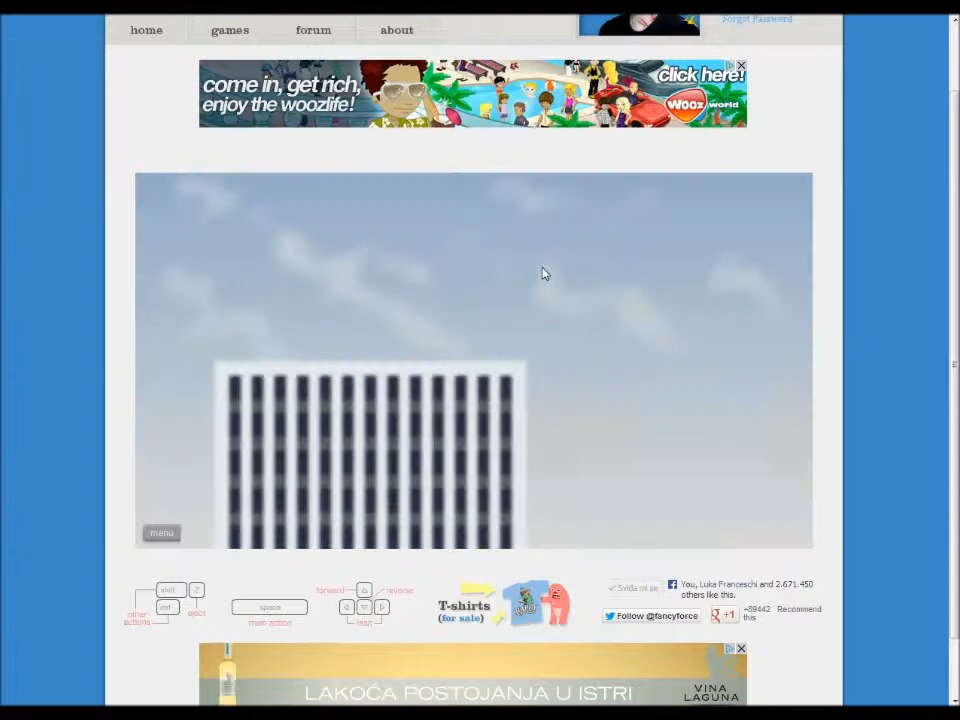 home games forum about
Forgot Password
come in, get rich,
enjoy the woozlife!
click here!
Wooz world
menu
shift Z
ctrl
other
actions
eject
space
main action
forward reverse
lean
T-shirts
(for sale)
Sviđa mi se
You, Luka Franceschi and 2.671.450
others like this.
Follow @fancyforce
+1
+89442 Recommend
this
LAKOĆA POSTOJANJA U ISTRI
VINA
LAGUNA